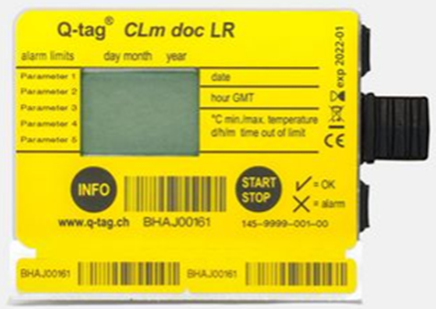 Q-tag® CLm doc LR
alarm limits day month year
Parameter 1 date
Parameter 2
Parameter 3 hour GMT
Parameter 4 °C min./max. temperature
Parameter 5 d/h/m time out of limit
exp 2022-01
CE
INFO
START STOP
✓ = OK
✗ = alarm
www.q-tag.ch BHAJ00161 145-9999-001-00
BHAJ00161 BHAJ00161